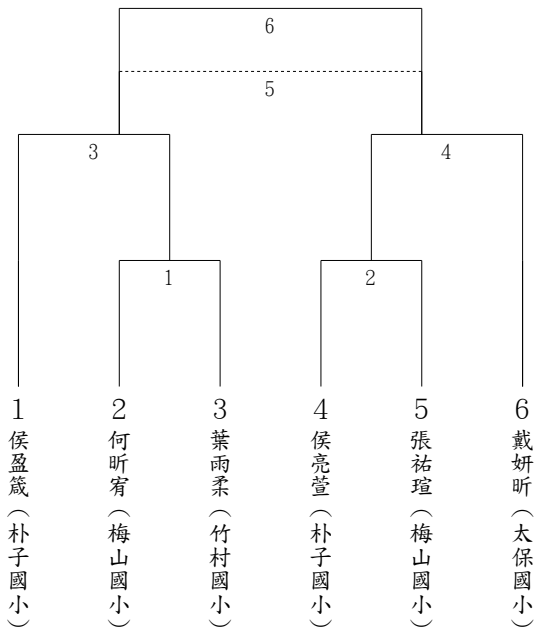 6
5
3
4
1
2
1
侯盈箴(朴子國小)
2
何昕宥(梅山國小)
3
葉雨柔(竹村國小)
4
侯亮萱(朴子國小)
5
張祐瑄(梅山國小)
6
戴妍昕(太保國小)